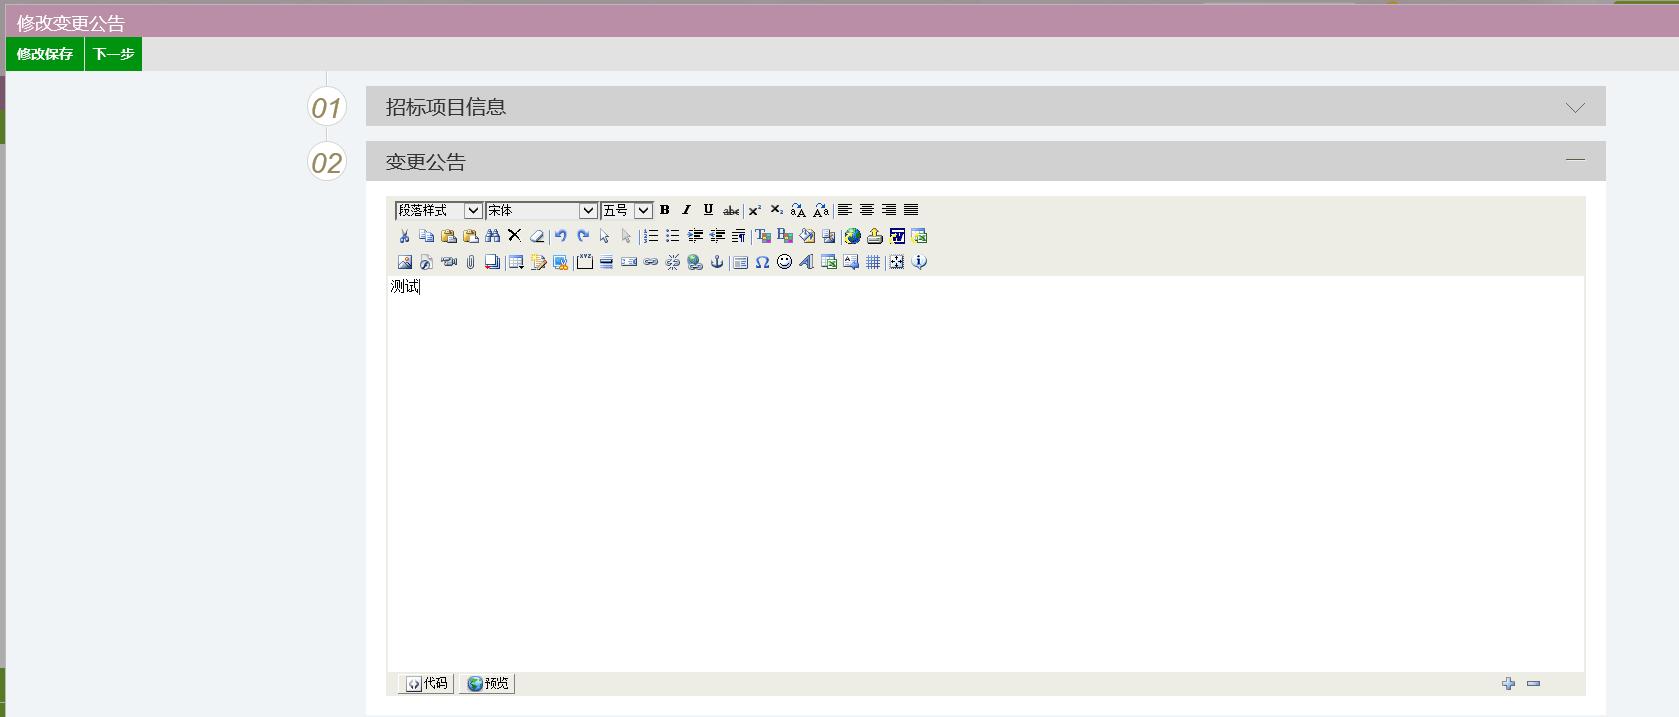 修改变更公告
修改保存 下一步
01 招标项目信息
02 变更公告
段落样式 宋体 五号
测试
代码 预览